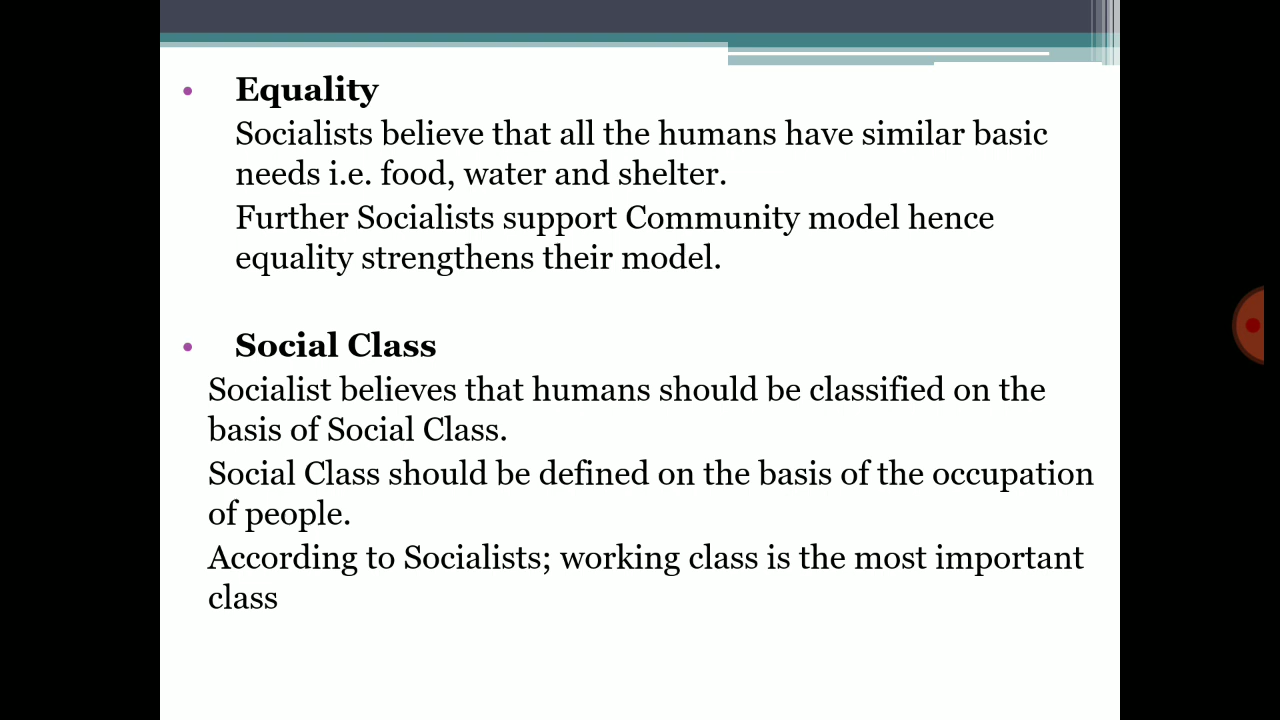 • Equality
Socialists believe that all the humans have similar basic
needs i.e. food, water and shelter.
Further Socialists support Community model hence
equality strengthens their model.
• Social Class
Socialist believes that humans should be classified on the
basis of Social Class.
Social Class should be defined on the basis of the occupation
of people.
According to Socialists; working class is the most important
class